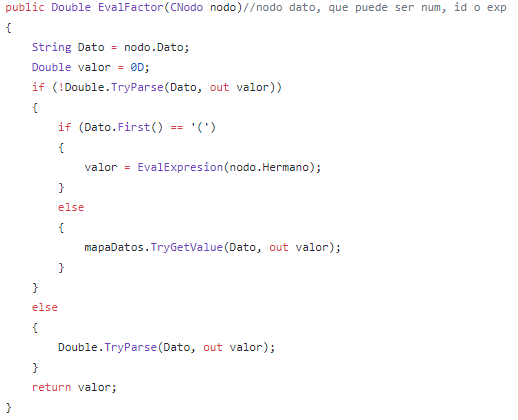 public Double EvalFactor(CNodo nodo)//nodo dato, que puede ser num, id o exp
{
    String Dato = nodo.Dato;
    Double valor = 0D;
    if (!Double.TryParse(Dato, out valor))
    {
        if (Dato.First() == '(')
        {
            valor = EvalExpresion(nodo.Hermano);
        }
        else
        {
            mapaDatos.TryGetValue(Dato, out valor);
        }
    }
    else
    {
        Double.TryParse(Dato, out valor);
    }
    return valor;
}